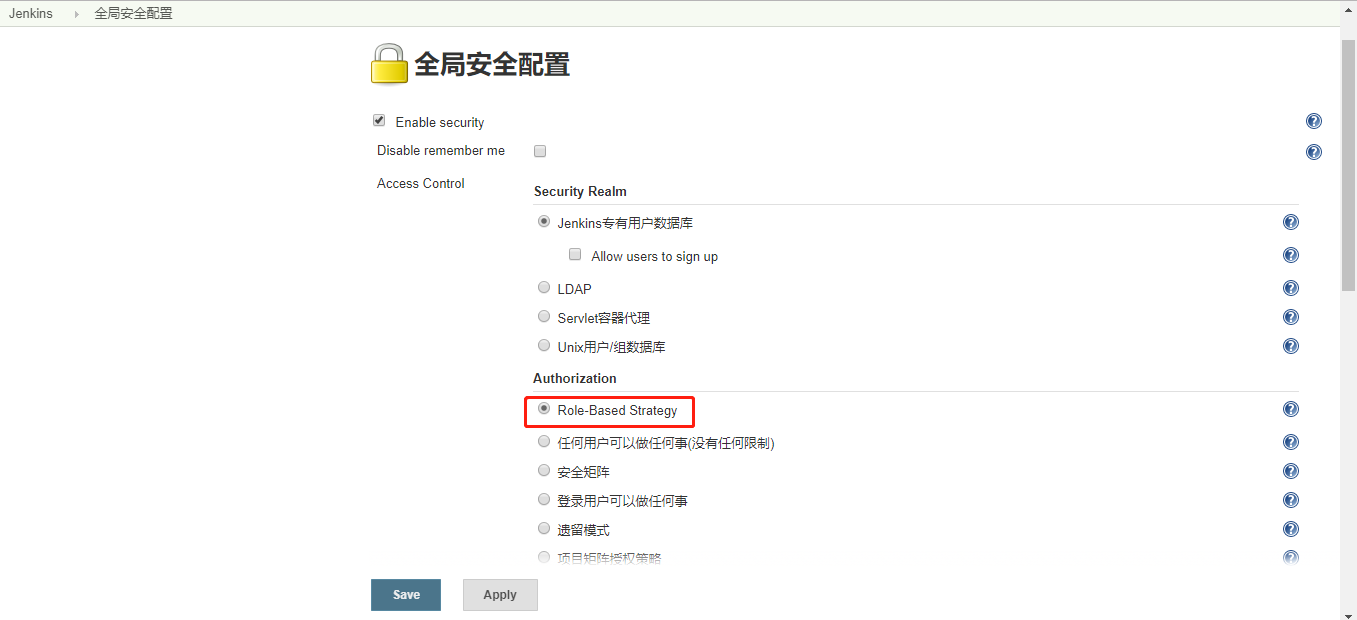 Jenkins 全局安全配置
全局安全配置
Enable security
Disable remember me
Access Control
Security Realm
Jenkins专有用户数据库
Allow users to sign up
LDAP
Servlet容器代理
Unix用户/组数据库
Authorization
Role-Based Strategy
任何用户可以做任何事(没有任何限制)
安全矩阵
登录用户可以做任何事
遗留模式
项目矩阵授权策略
Save Apply